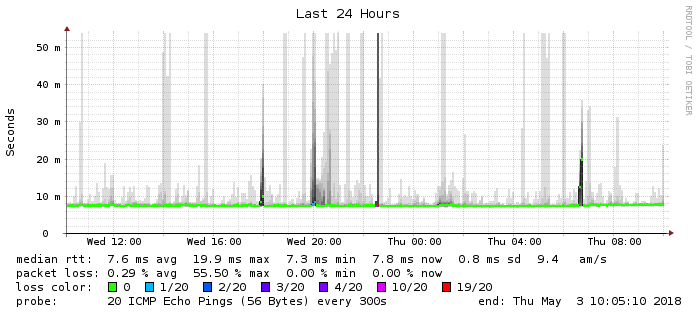 Last 24 Hours
RRDTOOL / TOBI OETIKER
Seconds
50 m
40 m
30 m
20 m
10 m
0
Wed 12:00 Wed 16:00 Wed 20:00 Thu 00:00 Thu 04:00 Thu 08:00
median rtt: 7.6 ms avg 19.9 ms max 7.3 ms min 7.8 ms now 0.8 ms sd 9.4 am/s
packet loss: 0.29 % avg 55.50 % max 0.00 % min 0.00 % now
loss color: 0 1/20 2/20 3/20 4/20 10/20 19/20
probe: 20 ICMP Echo Pings (56 Bytes) every 300s end: Thu May 3 10:05:10 2018